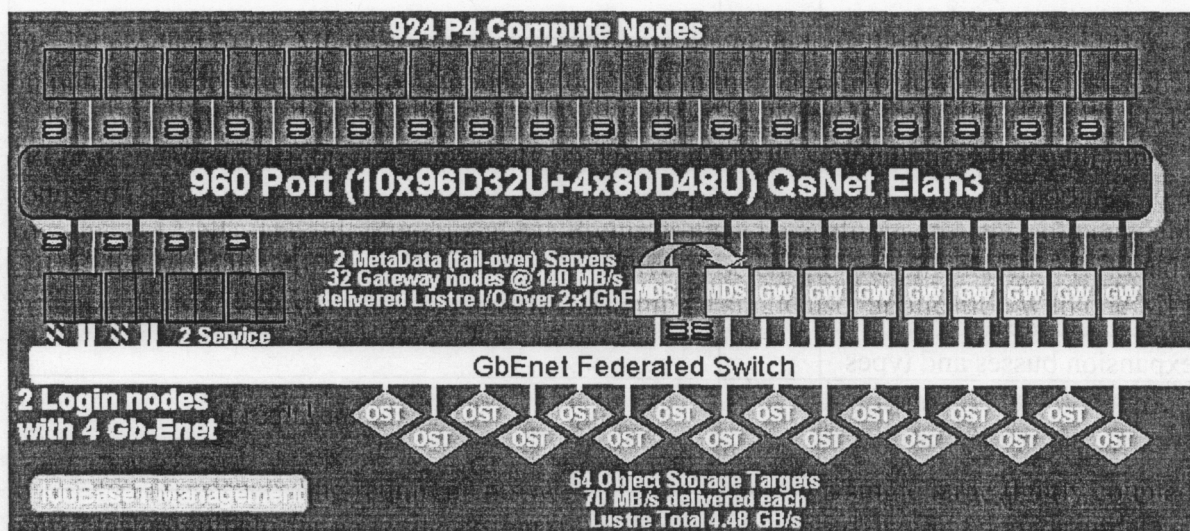 924 P4 Compute Nodes
960 Port (10x96D32U+4x80D48U) QsNet Elan3
2 MetaData (fail-over) Servers
32 Gateway nodes @ 140 MB/s
delivered Lustre I/O over 2x1GbE
MDS MDS GW GW GW GW GW GW GW GW
2 Service
GbEnet Federated Switch
expansion busses and types
2 Login nodes
with 4 Gb-Enet
OST OST OST OST OST OST OST OST
OST OST OST OST OST OST OST OST
100BaseT Management
64 Object Storage Targets
70 MB/s delivered each
Lustre Total 4.48 GB/s